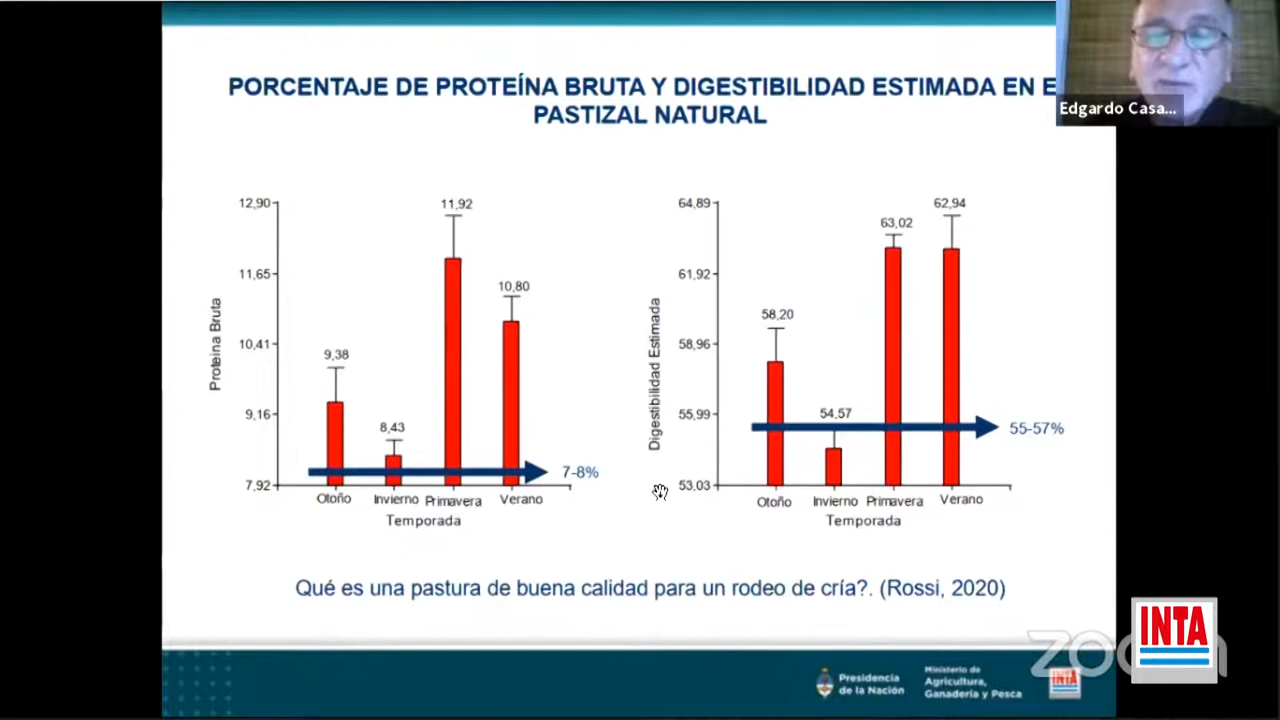 PORCENTAJE DE PROTEÍNA BRUTA Y DIGESTIBILIDAD ESTIMADA EN E
PASTIZAL NATURAL
Edgardo Casa...
12,90
11,65
10,41
9,16
7,92
Proteina Bruta
9,38
8,43
11,92
10,80
7-8%
Otoño Invierno Primavera Verano
Temporada
64,89
61,92
58,96
55,99
53,03
Digestibilidad Estimada
58,20
54,57
63,02
62,94
55-57%
Otoño Invierno Primavera Verano
Temporada
Qué es una pastura de buena calidad para un rodeo de cría?. (Rossi, 2020)
Presidencia
de la Nación
Ministerio de
Agricultura,
Ganadería y Pesca
INTA
zoom
INTA